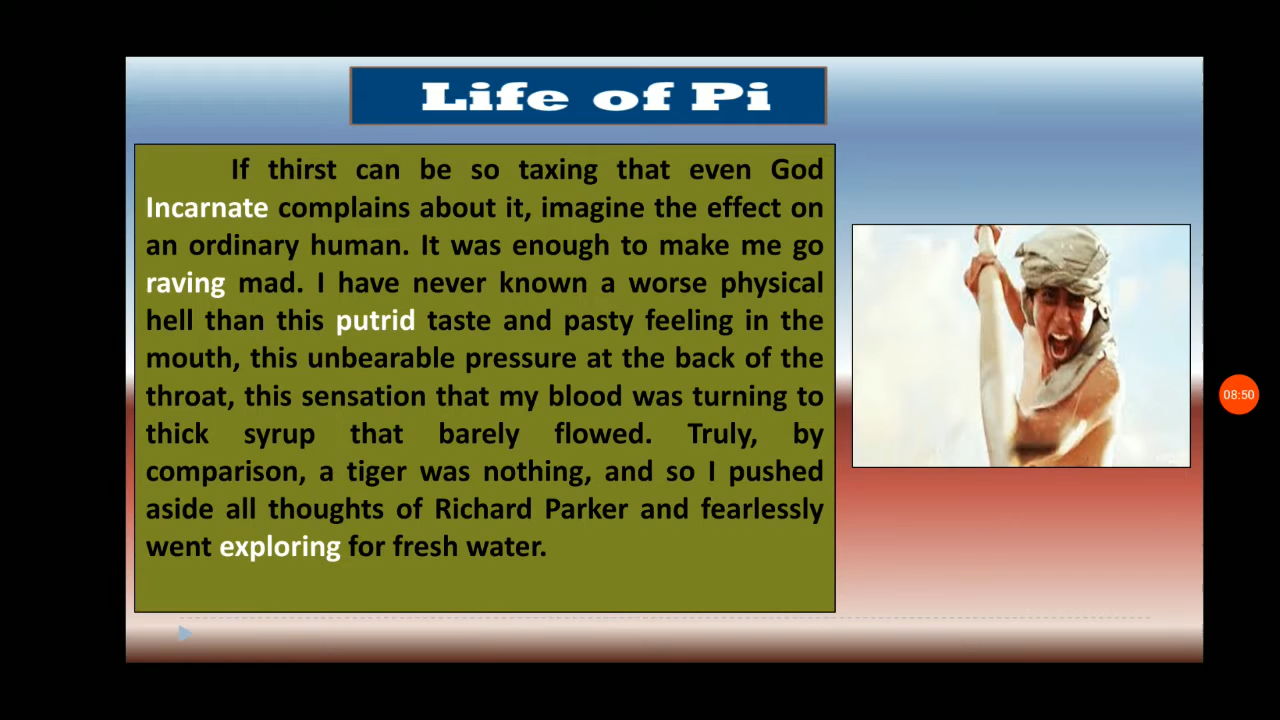 Life of Pi
If thirst can be so taxing that even God
Incarnate complains about it, imagine the effect on
an ordinary human. It was enough to make me go
raving mad. I have never known a worse physical
hell than this putrid taste and pasty feeling in the
mouth, this unbearable pressure at the back of the
throat, this sensation that my blood was turning to
thick syrup that barely flowed. Truly, by
comparison, a tiger was nothing, and so I pushed
aside all thoughts of Richard Parker and fearlessly
went exploring for fresh water.
08:50